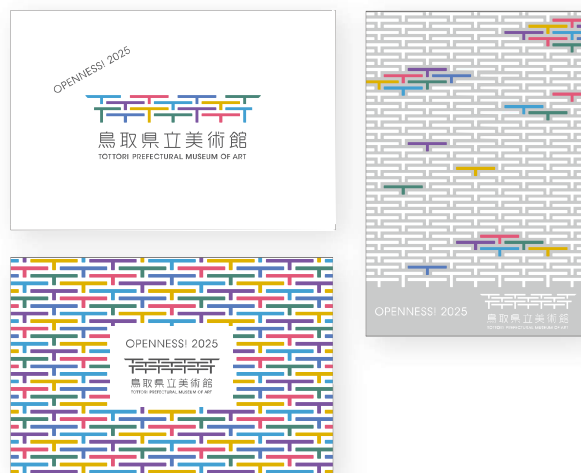 OPENNESS! 2025
鳥取県立美術館
TOTTORI PREFECTURAL MUSEUM OF ART
OPENNESS! 2025
鳥取県立美術館
TOTTORI PREFECTURAL MUSEUM OF ART
OPENNESS! 2025
鳥取県立美術館
TOTTORI PREFECTURAL MUSEUM OF ART